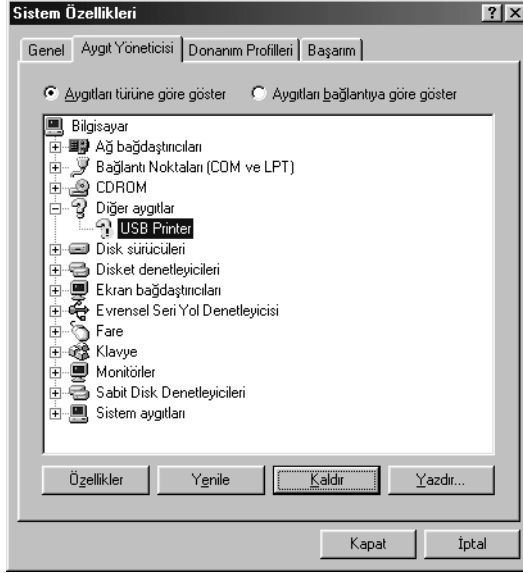 Sistem Özellikleri
Genel Aygıt Yöneticisi Donanım Profilleri Başarım
Aygıtları türüne göre göster Aygıtları bağlantıya göre göster
Bilgisayar
Ağ bağdaştırıcıları
Bağlantı Noktaları (COM ve LPT)
CDROM
Diğer aygıtlar
USB Printer
Disk sürücüleri
Disket denetleyicileri
Ekran bağdaştırıcıları
Evrensel Seri Yol Denetleyicisi
Fare
Klavye
Monitörler
Sabit Disk Denetleyicileri
Sistem aygıtları
Özellikler Yenile Kaldır Yazdır...
Kapat İptal